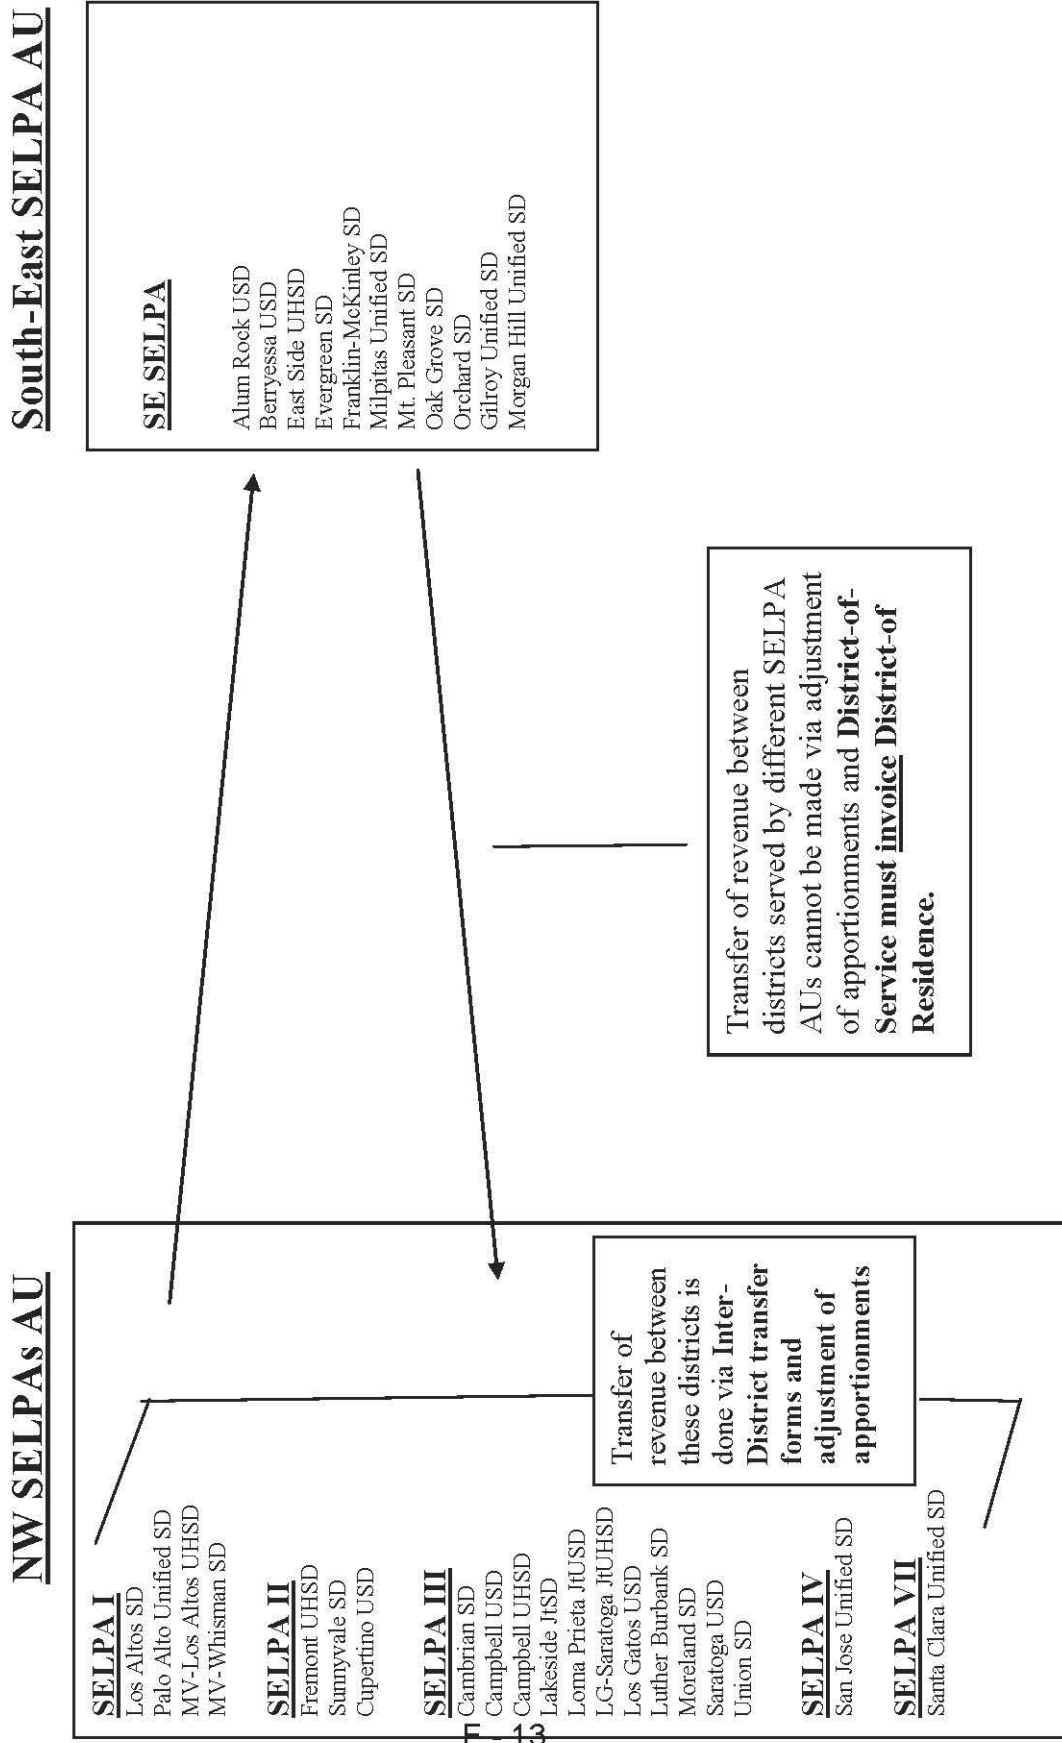 NW SELPAs AU
South-East SELPA AU
SELPA I
Los Altos SD
Palo Alto Unified SD
MV-Los Altos UHSD
MV-Whisman SD
SELPA II
Fremont UHSD
Sunnyvale SD
Cupertino USD
SELPA III
Cambrian SD
Campbell USD
Campbell UHSD
Lakeside JtSD
Loma Prieta JtUSD
LG-Saratoga JtUHSD
Los Gatos USD
Luther Burbank SD
Moreland SD
Saratoga USD
Union SD
SELPA IV
San Jose Unified SD
SELPA VII
Santa Clara Unified SD
Transfer of
revenue between
these districts is
done via Inter-
District transfer
forms and
adjustment of
apportionments
Transfer of revenue between
districts served by different SELPA
AUs cannot be made via adjustment
of apportionments and District-of-
Service must invoice District-of
Residence.
SE SELPA
Alum Rock USD
Berryessa USD
East Side UHSD
Evergreen SD
Franklin-McKinley SD
Milpitas Unified SD
Mt. Pleasant SD
Oak Grove SD
Orchard SD
Gilroy Unified SD
Morgan Hill Unified SD
F - 13